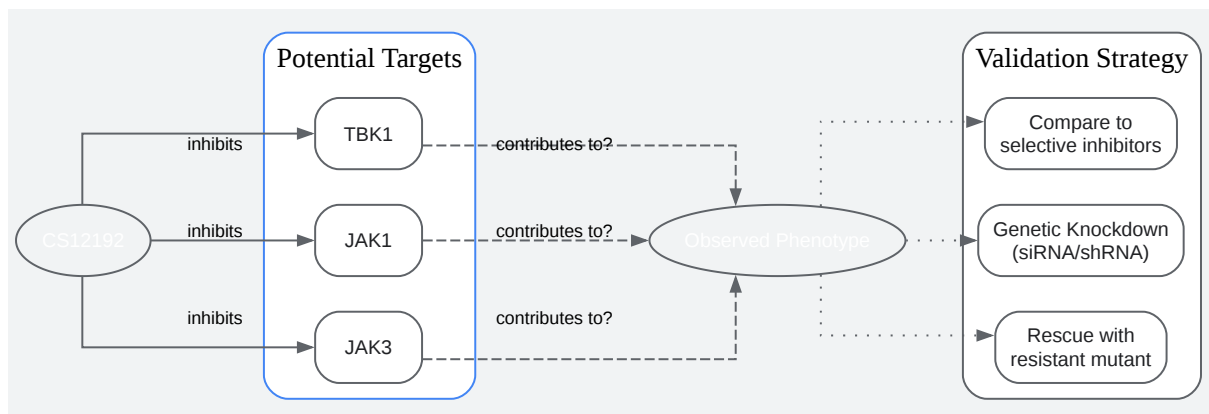 Potential Targets
Validation Strategy
TBK1
Compare to
selective inhibitors
inhibits
contributes to?
CS12192
inhibits
JAK1
contributes to?
Observed Phenotype
Genetic Knockdown
(siRNA/shRNA)
inhibits
contributes to?
JAK3
Rescue with
resistant mutant